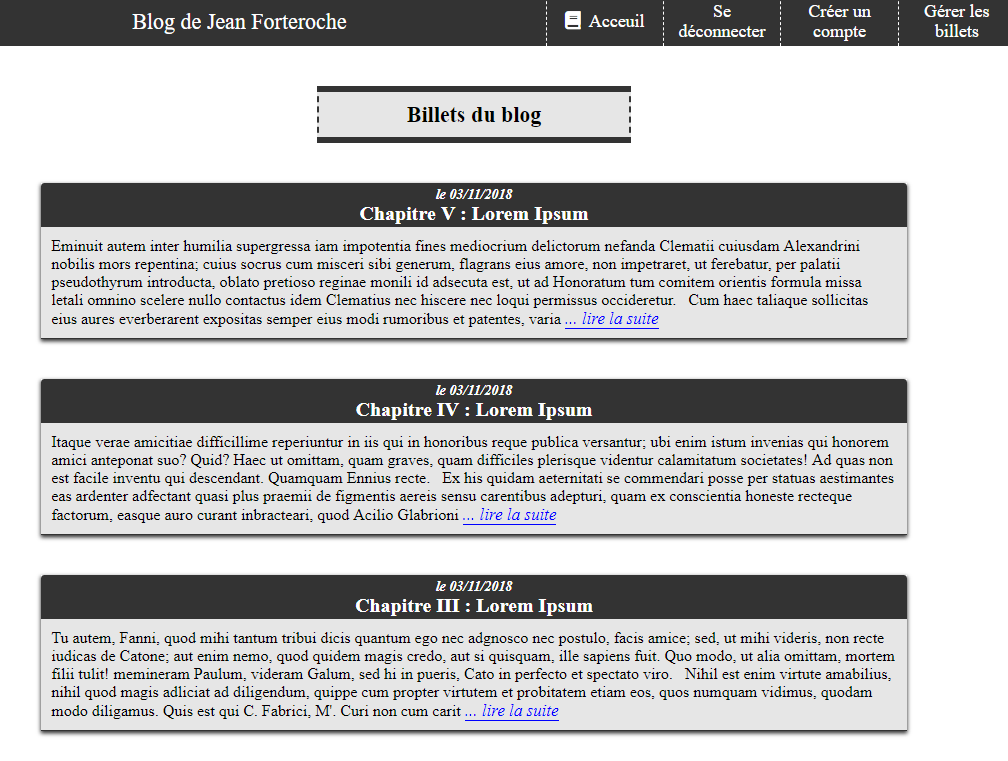 Blog de Jean Forteroche
Acceuil
Se
déconnecter
Créer un
compte
Gérer les
billets
Billets du blog
le 03/11/2018
Chapitre V : Lorem Ipsum
Eminuit autem inter humilia supergressa iam impotentia fines mediocrium delictorum nefanda Clematii cuiusdam Alexandrini
nobilis mors repentina; cuius socrus cum misceri sibi generum, flagrans eius amore, non impetraret, ut ferebatur, per palatii
pseudothyrum introducta, oblato pretioso reginae monili id adsecuta est, ut ad Honoratum tum comitem orientis formula missa
letali omnino scelere nullo contactus idem Clematius nec hiscere nec loqui permissus occideretur. Cum haec taliaque sollicitas
eius aures everberarent expositas semper eius modi rumoribus et patentes, varia ... lire la suite
le 03/11/2018
Chapitre IV : Lorem Ipsum
Itaque verae amicitiae difficillime reperiuntur in iis qui in honoribus reque publica versantur; ubi enim istum invenias qui honorem
amici anteponat suo? Quid? Haec ut omittam, quam graves, quam difficiles plerisque videntur calamitatum societates! Ad quas non
est facile inventu qui descendant. Quamquam Ennius recte. Ex his quidam aeternitati se commendari posse per statuas aestimantes
eas ardenter adfectant quasi plus praemii de figmentis aereis sensu carentibus adepturi, quam ex conscientia honeste recteque
factorum, easque auro curant inbracteari, quod Acilio Glabrioni ... lire la suite
le 03/11/2018
Chapitre III : Lorem Ipsum
Tu autem, Fanni, quod mihi tantum tribui dicis quantum ego nec adgnosco nec postulo, facis amice; sed, ut mihi videris, non recte
iudicas de Catone; aut enim nemo, quod quidem magis credo, aut si quisquam, ille sapiens fuit. Quo modo, ut alia omittam, mortem
filii tulit! memineram Paulum, videram Galum, sed hi in pueris, Cato in perfecto et spectato viro. Nihil est enim virtute amabilius,
nihil quod magis adliciat ad diligendum, quippe cum propter virtutem et probitatem etiam eos, quos numquam vidimus, quodam
modo diligamus. Quis est qui C. Fabrici, M'. Curi non cum carit ... lire la suite